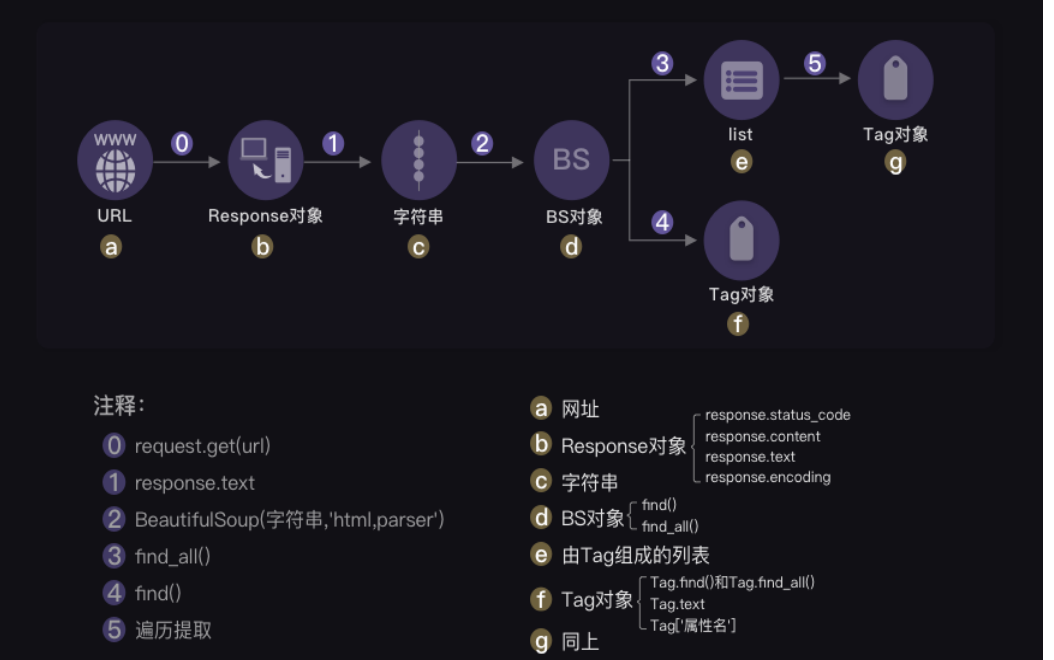 3
5
WWW
0
1
2
BS
list
Tag对象
e
g
URL
Response对象
字符串
BS对象
a
b
c
d
4
Tag对象
f
注释：
0 request.get(url)
1 response.text
2 BeautifulSoup(字符串,'html,parser')
3 find_all()
4 find()
5 遍历提取
a 网址
b Response对象
response.status_code
response.content
response.text
response.encoding
c 字符串
d BS对象
find()
find_all()
e 由Tag组成的列表
f Tag对象
Tag.find()和Tag.find_all()
Tag.text
Tag['属性名']
g 同上